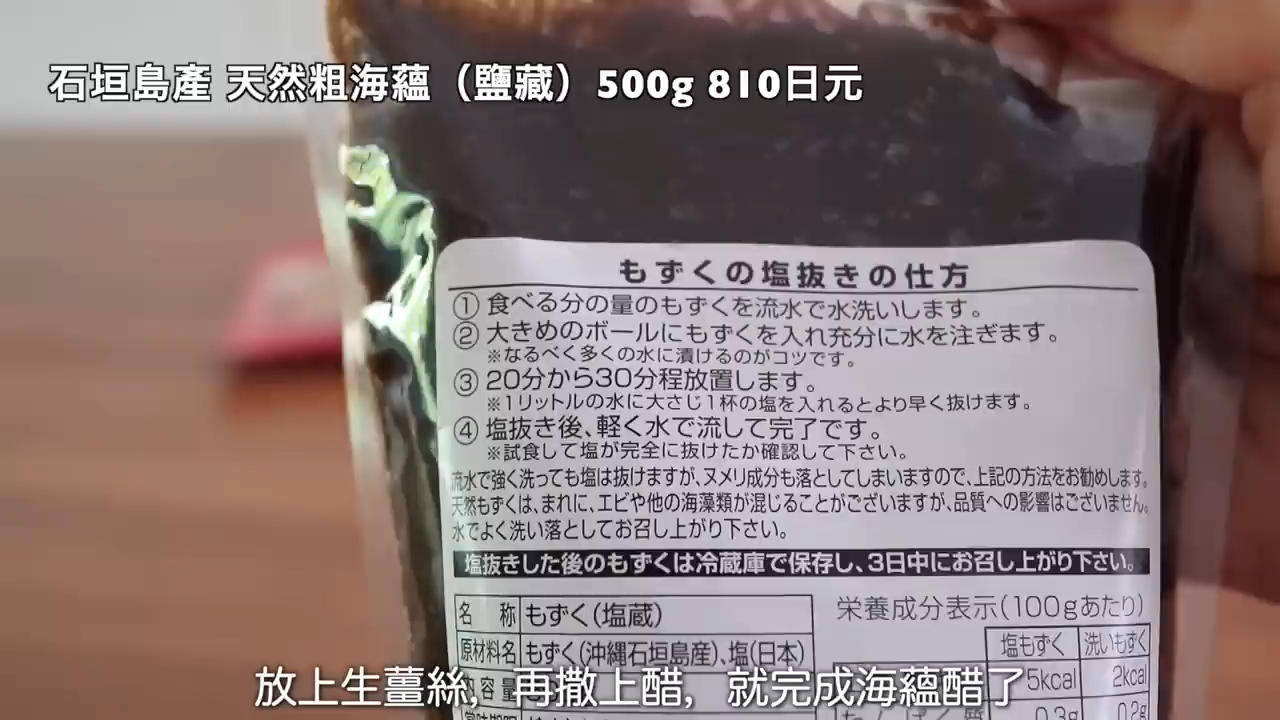 石垣島產 天然粗海蘊（鹽藏）500g 810日元
もずくの塩抜きの仕方
① 食べる分の量のもずくを流水で水洗いします。
② 大きめのボールにもずくを入れ充分に水を注ぎます。
※なるべく多くの水に漬けるのがコツです。
③ 20分から30分程放置します。
※1リットルの水に大さじ1杯の塩を入れるとより早く抜けます。
④ 塩抜き後、軽く水で流して完了です。
※試食して塩が完全に抜けたか確認して下さい。
流水で強く洗っても塩は抜けますが、ヌメリ成分も落としてしまいますので、上記の方法をお勧めします。
天然もずくは、まれに、エビや他の海藻類が混じることがございますが、品質への影響はございません。
水でよく洗い落としてお召し上がり下さい。
塩抜きした後のもずくは冷蔵庫で保存し、3日中にお召し上がり下さい。
名 称 もずく(塩蔵)
原材料名 もずく(沖縄石垣島産)、塩(日本)
栄養成分表示(100gあたり)
塩もずく 洗いもずく
5kcal 2kcal
0.3g 0.2g
放上生薑絲，再撒上醋，就完成海蘊醋了